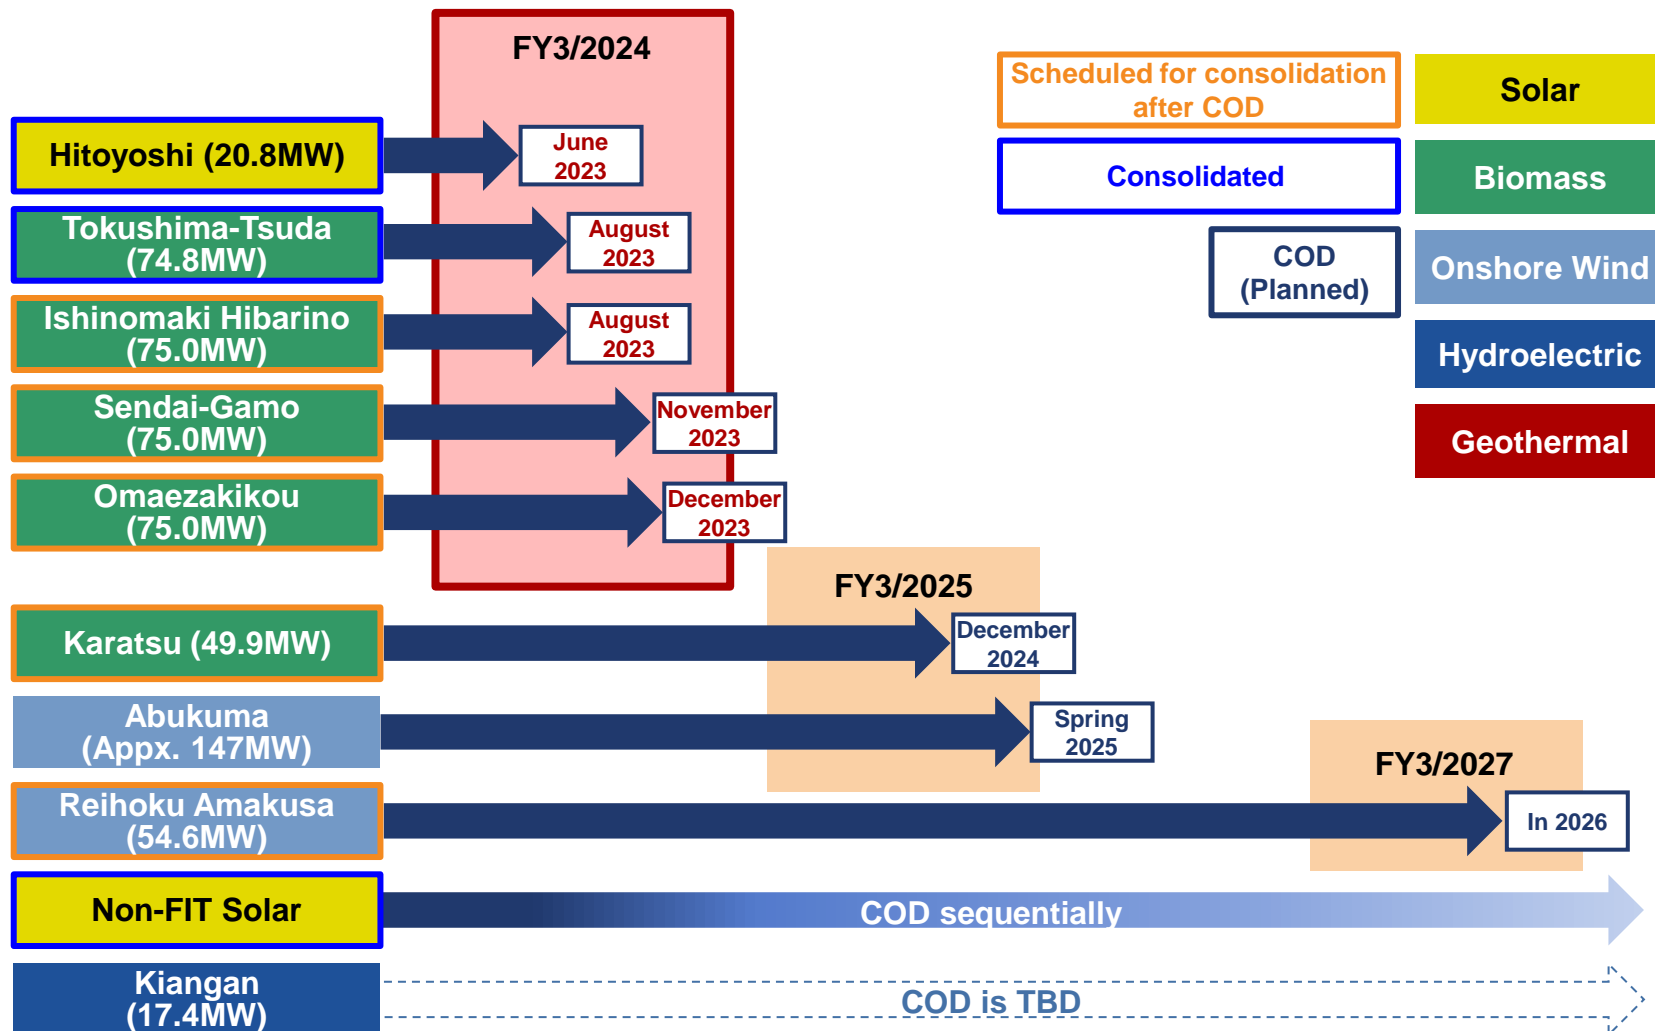 FY3/2024
Scheduled for consolidation
after COD
Solar
Hitoyoshi (20.8MW)
June
2023
Consolidated
Biomass
Tokushima-Tsuda
(74.8MW)
August
2023
COD
(Planned)
Onshore Wind
Ishinomaki Hibarino
(75.0MW)
August
2023
Hydroelectric
Sendai-Gamo
(75.0MW)
November
2023
Geothermal
Omaezakikou
(75.0MW)
December
2023
FY3/2025
Karatsu (49.9MW)
December
2024
Abukuma
(Appx. 147MW)
Spring
2025
FY3/2027
Reihoku Amakusa
(54.6MW)
In 2026
Non-FIT Solar
COD sequentially
Kiangan
(17.4MW)
COD is TBD